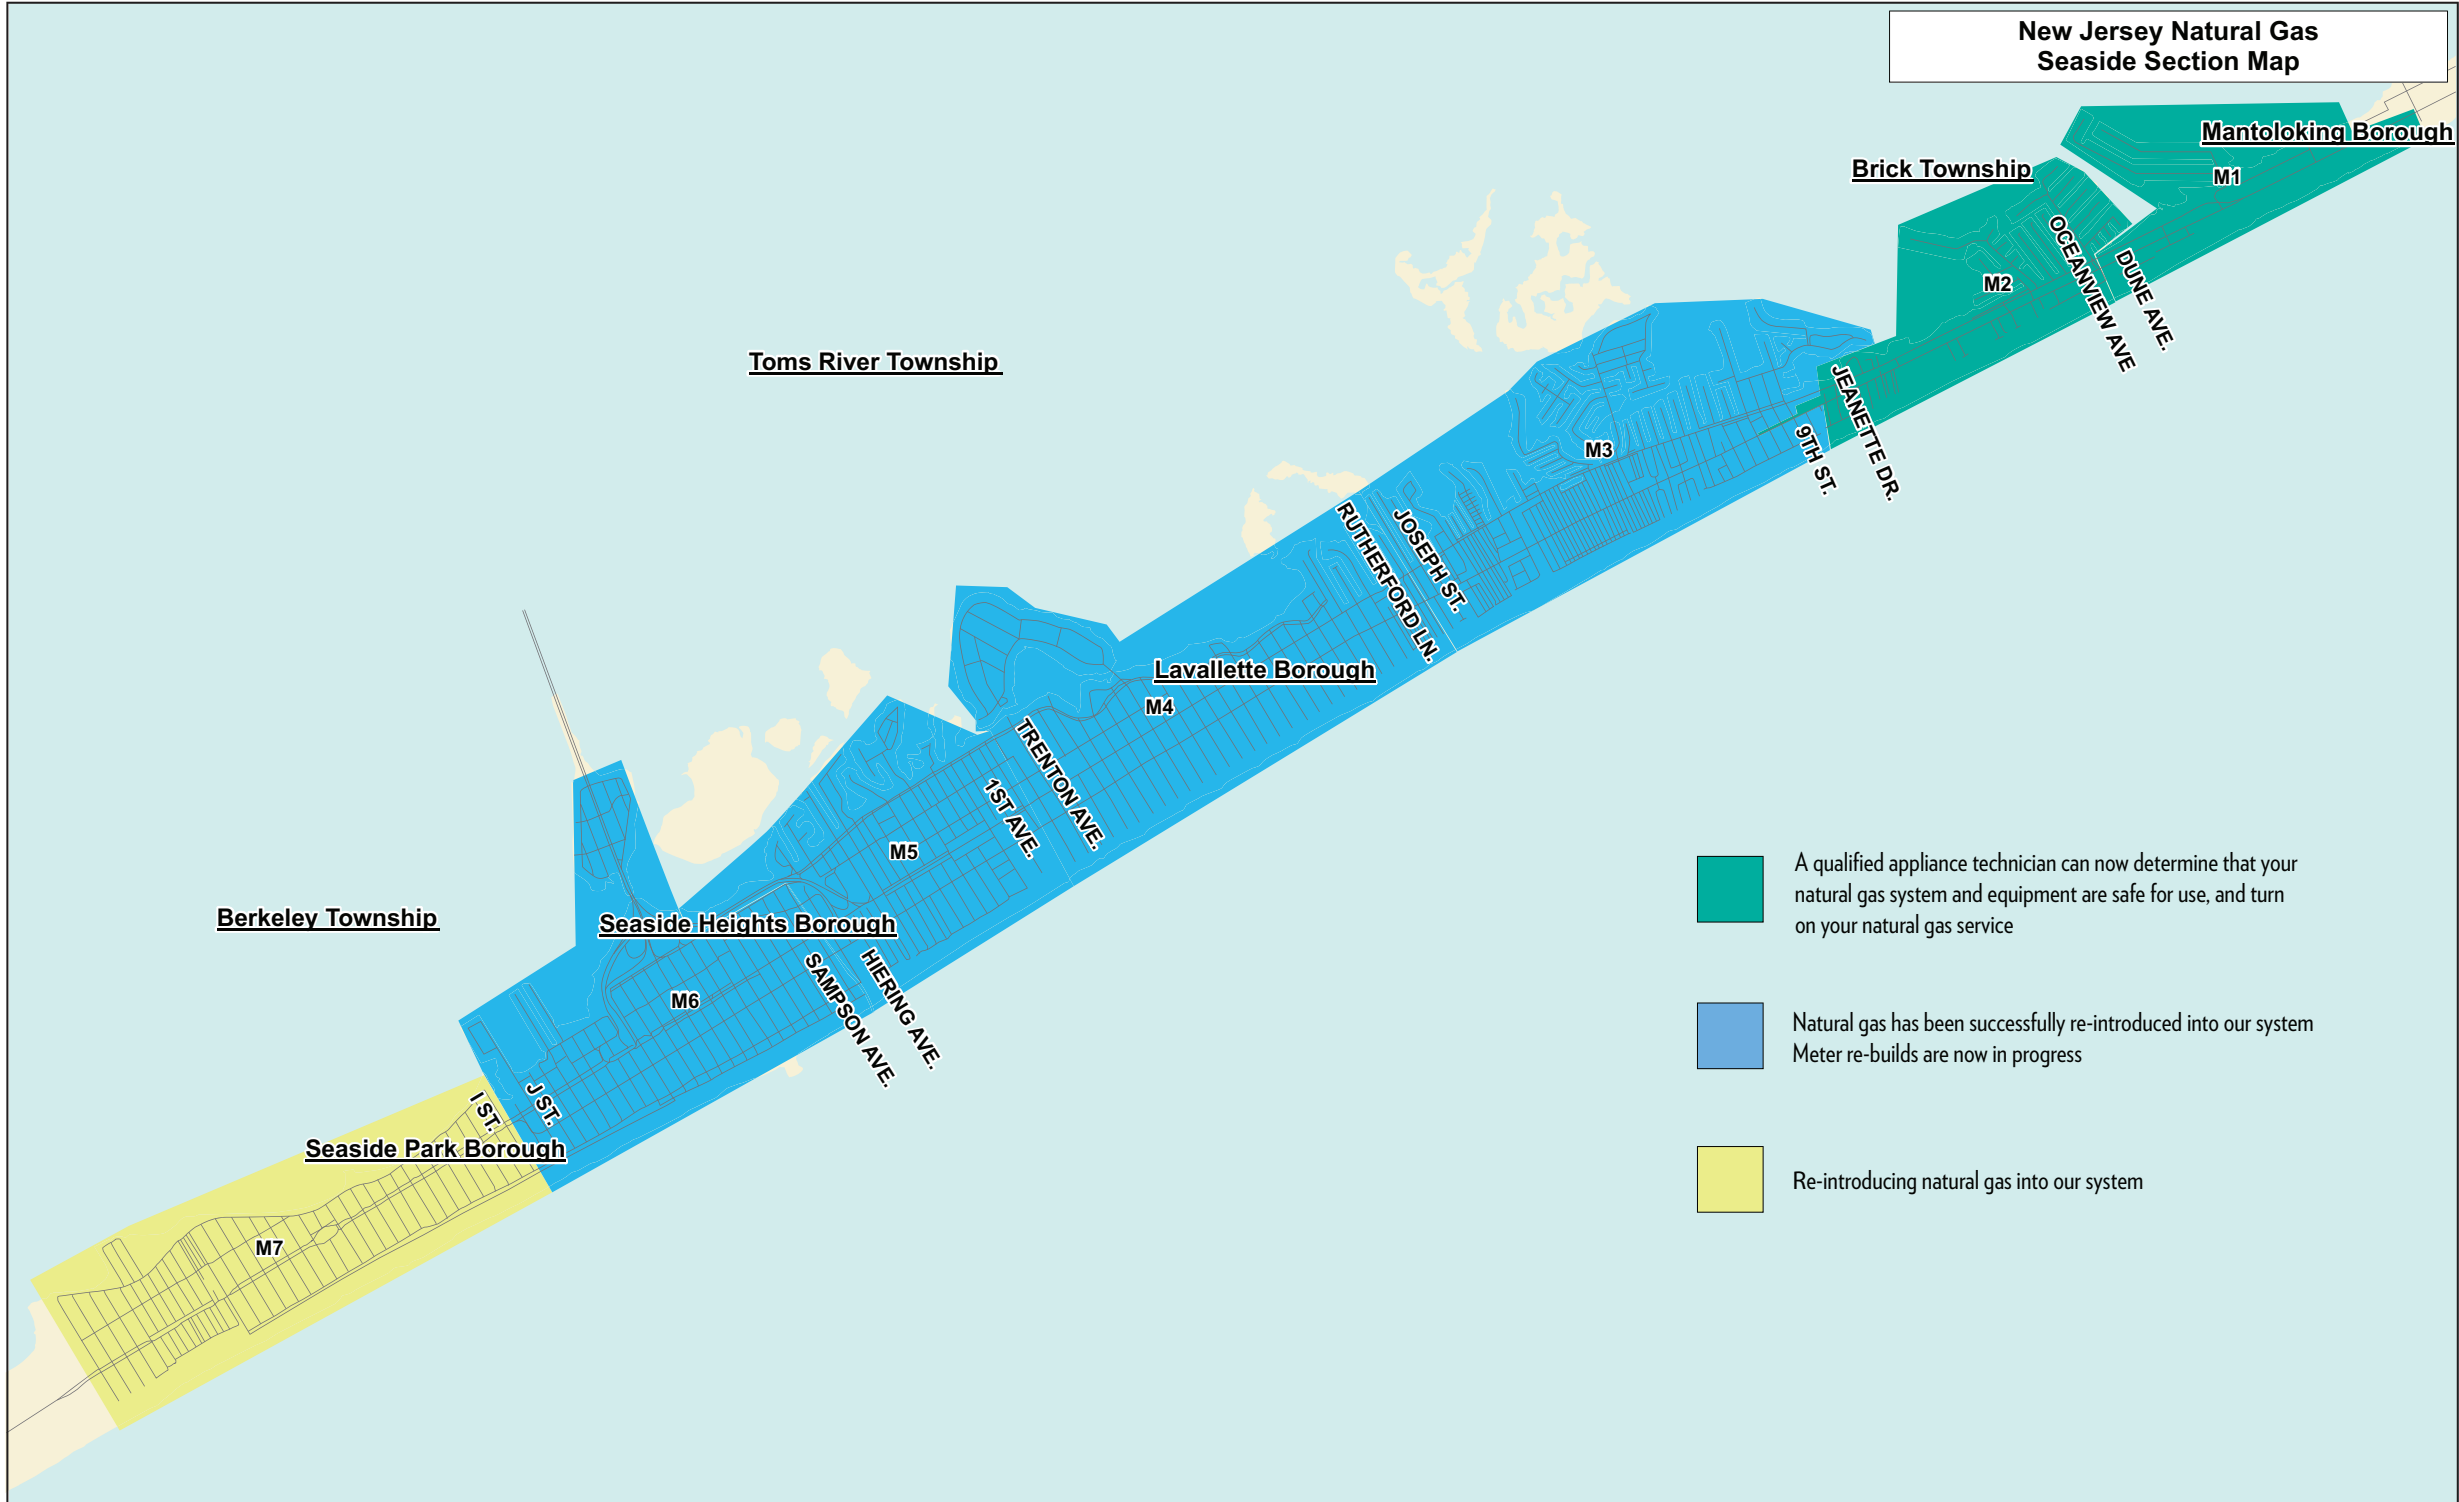 New Jersey Natural Gas
Seaside Section Map
Mantoloking Borough
Brick Township
M1
OCEANVIEW AVE
DUNE AVE.
M2
Toms River Township
JEANETTE DR.
9TH ST.
M3
RUTHERFORD LN.
JOSEPH ST.
Lavallette Borough
M4
TRENTON AVE.
1ST AVE.
M5
Berkeley Township
Seaside Heights Borough
SAMPSON AVE.
HIERING AVE.
M6
I ST.
J ST.
Seaside Park Borough
M7
A qualified appliance technician can now determine that your
natural gas system and equipment are safe for use, and turn
on your natural gas service
Natural gas has been successfully re-introduced into our system
Meter re-builds are now in progress
Re-introducing natural gas into our system